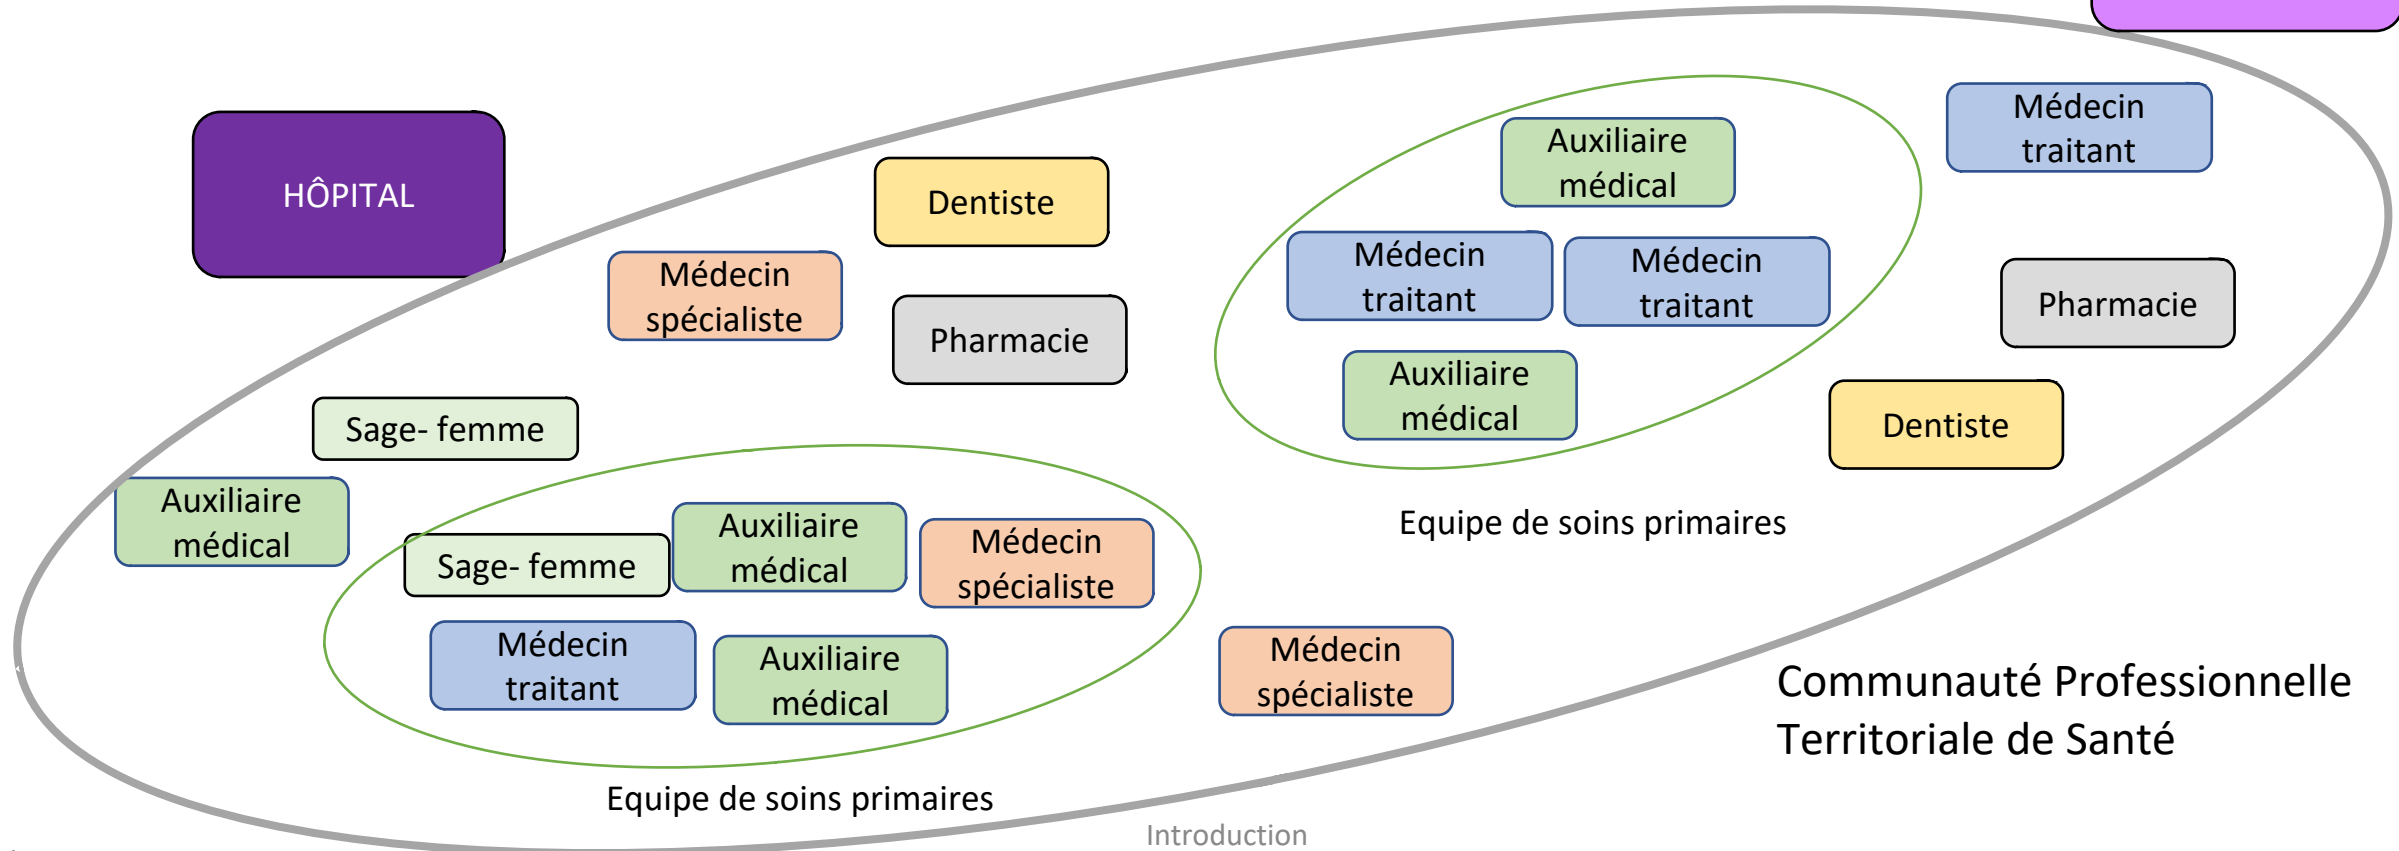 HÔPITAL
Dentiste
Médecin
spécialiste
Pharmacie
Auxiliaire
médical
Médecin
traitant
Médecin
traitant
Auxiliaire
médical
Médecin
traitant
Pharmacie
Dentiste
Equipe de soins primaires
Sage- femme
Auxiliaire
médical
Sage- femme
Auxiliaire
médical
Médecin
spécialiste
Médecin
traitant
Auxiliaire
médical
Médecin
spécialiste
Equipe de soins primaires
Communauté Professionnelle
Territoriale de Santé
Introduction